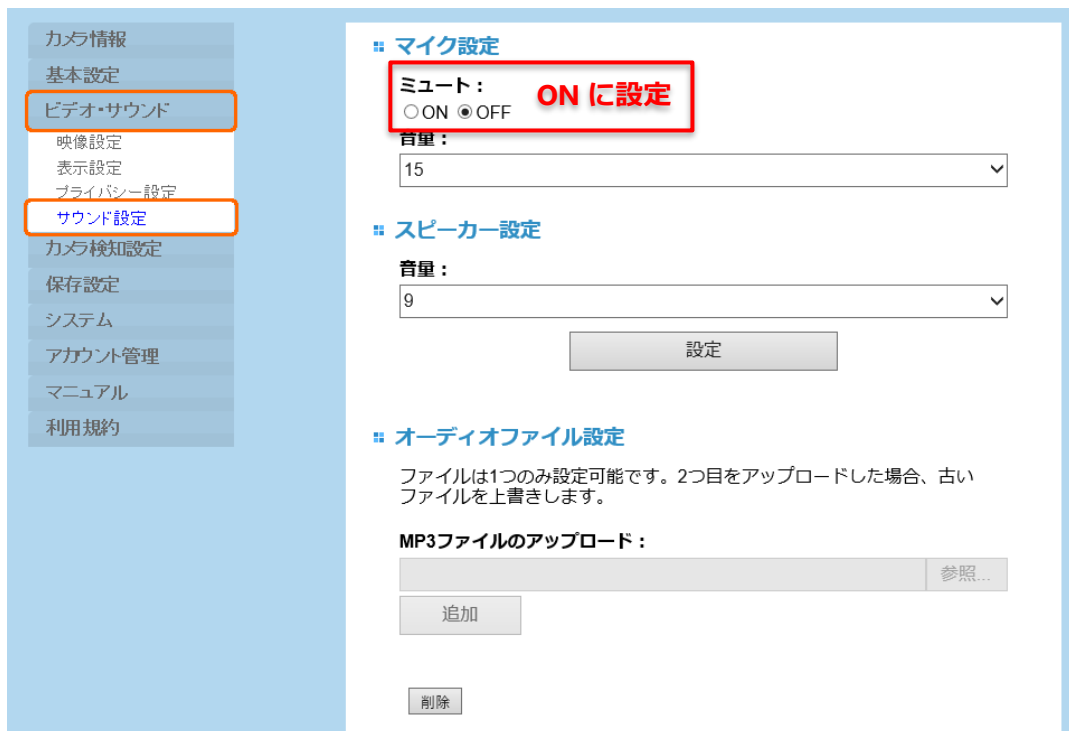 カメラ情報
基本設定
ビデオ・サウンド
映像設定
表示設定
プライバシー設定
サウンド設定
カメラ検知設定
保存設定
システム
アカウント管理
マニュアル
利用規約
マイク設定
ミュート：
ON に設定
ON OFF
音量：
15
スピーカー設定
音量：
9
設定
オーディオファイル設定
ファイルは1つのみ設定可能です。2つ目をアップロードした場合、古い
ファイルを上書きします。
MP3ファイルのアップロード：
参照...
追加
削除